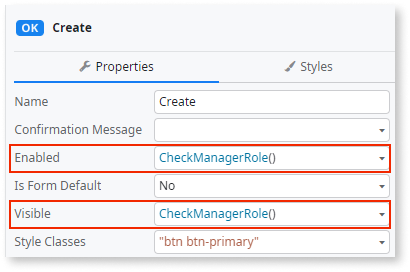 OK Create
Properties Styles
Name Create
Confirmation Message
Enabled CheckManagerRole()
Is Form Default No
Visible CheckManagerRole()
Style Classes "btn btn-primary"